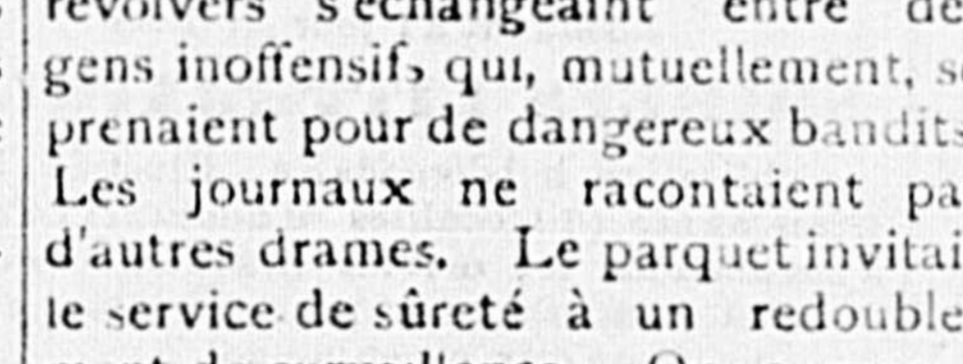 revolvers s'échangeaint entre de
gens inoffensifs qui, mutuellement, s
prenaient pour de dangereux bandits
Les journaux ne racontaient pa
d'autres drames. Le parquet invitai
le service de sûreté à un redouble